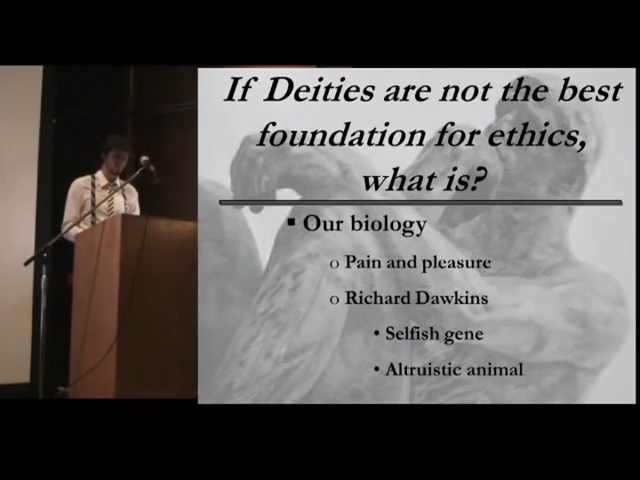 If Deities are not the best
foundation for ethics,
what is?
▪ Our biology
o Pain and pleasure
o Richard Dawkins
• Selfish gene
• Altruistic animal